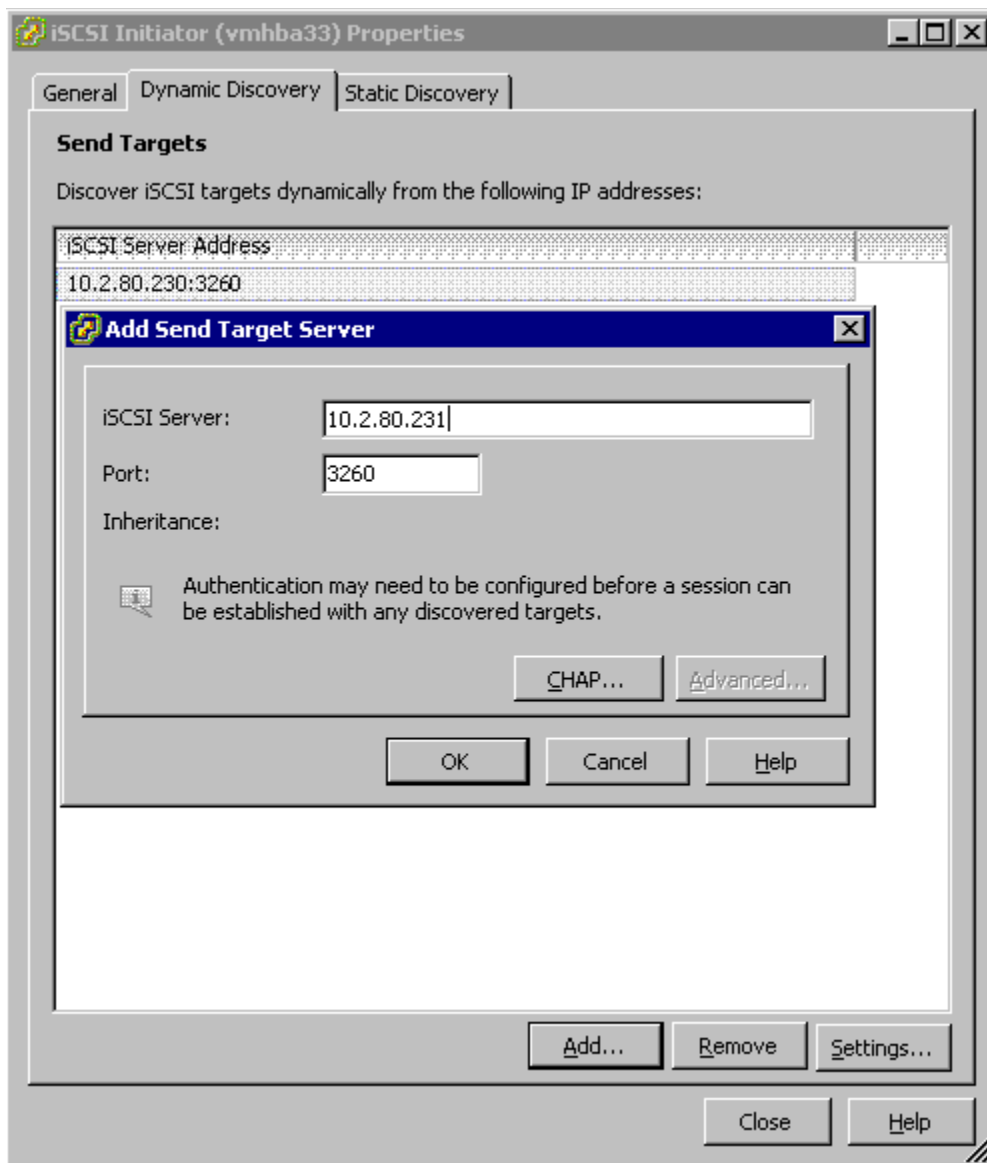 iSCSI Initiator (vmhba33) Properties
General Dynamic Discovery Static Discovery
Send Targets
Discover iSCSI targets dynamically from the following IP addresses:
iSCSI Server Address
10.2.80.230:3260
Add Send Target Server
iSCSI Server: 10.2.80.231
Port: 3260
Inheritance:
Authentication may need to be configured before a session can
be established with any discovered targets.
CHAP... Advanced...
OK Cancel Help
Add... Remove Settings...
Close Help